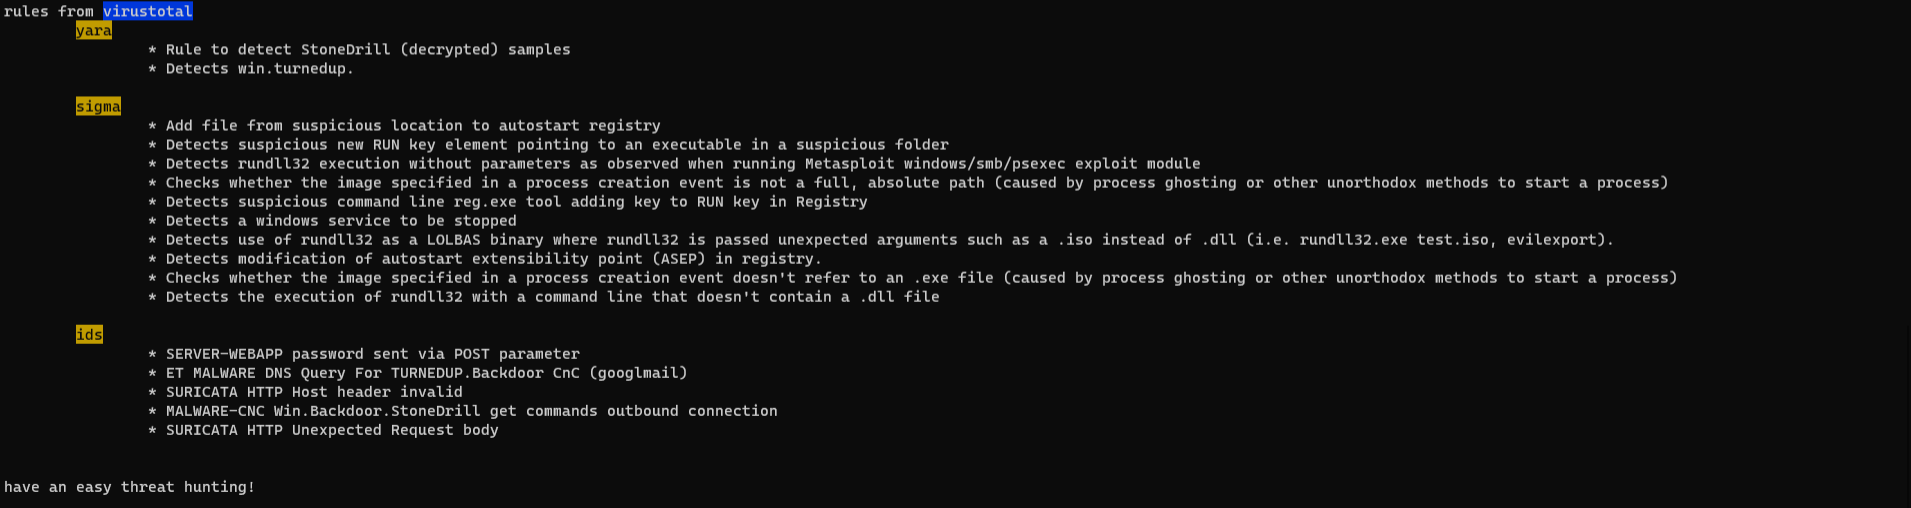 rules from virustotal
yara
* Rule to detect StoneDrill (decrypted) samples
* Detects win.turnedup.
sigma
* Add file from suspicious location to autostart registry
* Detects suspicious new RUN key element pointing to an executable in a suspicious folder
* Detects rundll32 execution without parameters as observed when running Metasploit windows/smb/psexec exploit module
* Checks whether the image specified in a process creation event is not a full, absolute path (caused by process ghosting or other unorthodox methods to start a process)
* Detects suspicious command line reg.exe tool adding key to RUN key in Registry
* Detects a windows service to be stopped
* Detects use of rundll32 as a LOLBAS binary where rundll32 is passed unexpected arguments such as a .iso instead of .dll (i.e. rundll32.exe test.iso, evilexport).
* Detects modification of autostart extensibility point (ASEP) in registry.
* Checks whether the image specified in a process creation event doesn't refer to an .exe file (caused by process ghosting or other unorthodox methods to start a process)
* Detects the execution of rundll32 with a command line that doesn't contain a .dll file
ids
* SERVER-WEBAPP password sent via POST parameter
* ET MALWARE DNS Query For TURNEDUP.Backdoor CnC (googlmail)
* SURICATA HTTP Host header invalid
* MALWARE-CNC Win.Backdoor.StoneDrill get commands outbound connection
* SURICATA HTTP Unexpected Request body
have an easy threat hunting!